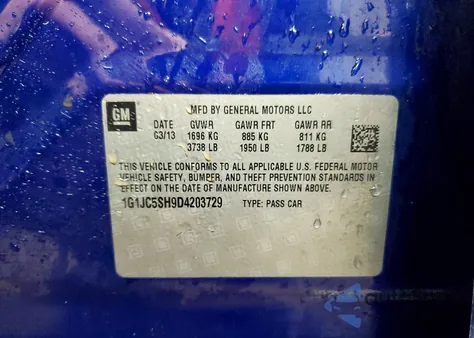 GM
MFD BY GENERAL MOTORS LLC
DATE GVWR GAWR FRT GAWR RR
G3/13 1696 KG 885 KG 811 KG
3738 LB 1950 LB 1788 LB
THIS VEHICLE CONFORMS TO ALL APPLICABLE U.S. FEDERAL MOTOR
VEHICLE SAFETY, BUMPER, AND THEFT PREVENTION STANDARDS IN
EFFECT ON THE DATE OF MANUFACTURE SHOWN ABOVE.
1G1JC5SH9D4203729 TYPE: PASS CAR